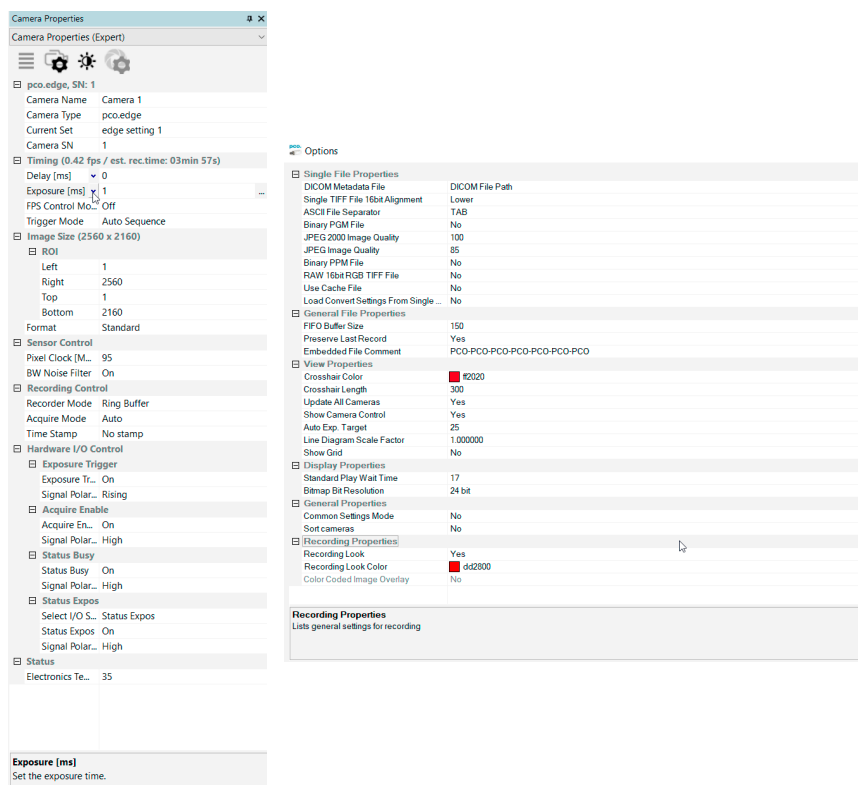 Camera Properties
Camera Properties (Expert)
pco.edge, SN: 1
Camera Name Camera 1
Camera Type pco.edge
Current Set edge setting 1
Camera SN 1
Timing (0.42 fps / est. rec.time: 03min 57s)
Delay [ms] 0
Exposure [ms] 1 ...
FPS Control Mo... Off
Trigger Mode Auto Sequence
Image Size (2560 x 2160)
ROI
Left 1
Right 2560
Top 1
Bottom 2160
Format Standard
Sensor Control
Pixel Clock [M... 95
BW Noise Filter On
Recording Control
Recorder Mode Ring Buffer
Acquire Mode Auto
Time Stamp No stamp
Hardware I/O Control
Exposure Trigger
Exposure Tr... On
Signal Polar... Rising
Acquire Enable
Acquire En... On
Signal Polar... High
Status Busy
Status Busy On
Signal Polar... High
Status Expos
Select I/O S... Status Expos
Status Expos On
Signal Polar... High
Status
Electronics Te... 35
Exposure [ms]
Set the exposure time.
pco.
Options
Single File Properties
DICOM Metadata File DICOM File Path
Single TIFF File 16bit Alignment Lower
ASCII File Separator TAB
Binary PGM File No
JPEG 2000 Image Quality 100
JPEG Image Quality 85
Binary PPM File No
RAW 16bit RGB TIFF File No
Use Cache File No
Load Convert Settings From Single ... No
General File Properties
FIFO Buffer Size 150
Preserve Last Record Yes
Embedded File Comment PCO-PCO-PCO-PCO-PCO-PCO-PCO
View Properties
Crosshair Color ff2020
Crosshair Length 300
Update All Cameras Yes
Show Camera Control Yes
Auto Exp. Target 25
Line Diagram Scale Factor 1.000000
Show Grid No
Display Properties
Standard Play Wait Time 17
Bitmap Bit Resolution 24 bit
General Properties
Common Settings Mode No
Sort cameras No
Recording Properties
Recording Look Yes
Recording Look Color dd2800
Color Coded Image Overlay No
Recording Properties
Lists general settings for recording